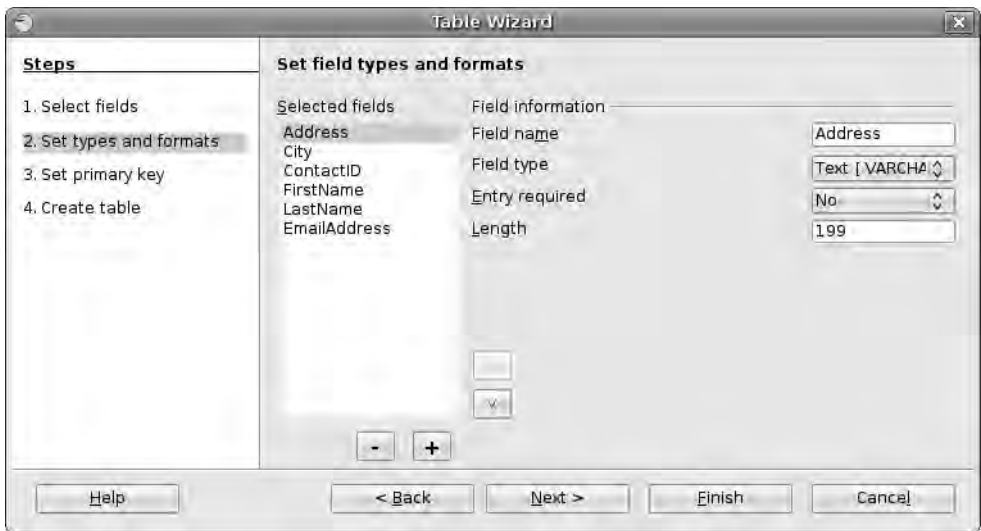 Table Wizard
Steps
1. Select fields
2. Set types and formats
3. Set primary key
4. Create table
Set field types and formats
Selected fields
Address
City
ContactID
FirstName
LastName
EmailAddress
- +
Field information
Field name Address
Field type Text [ VARCHA
Entry required No
Length 199
Help < Back Next > Finish Cancel